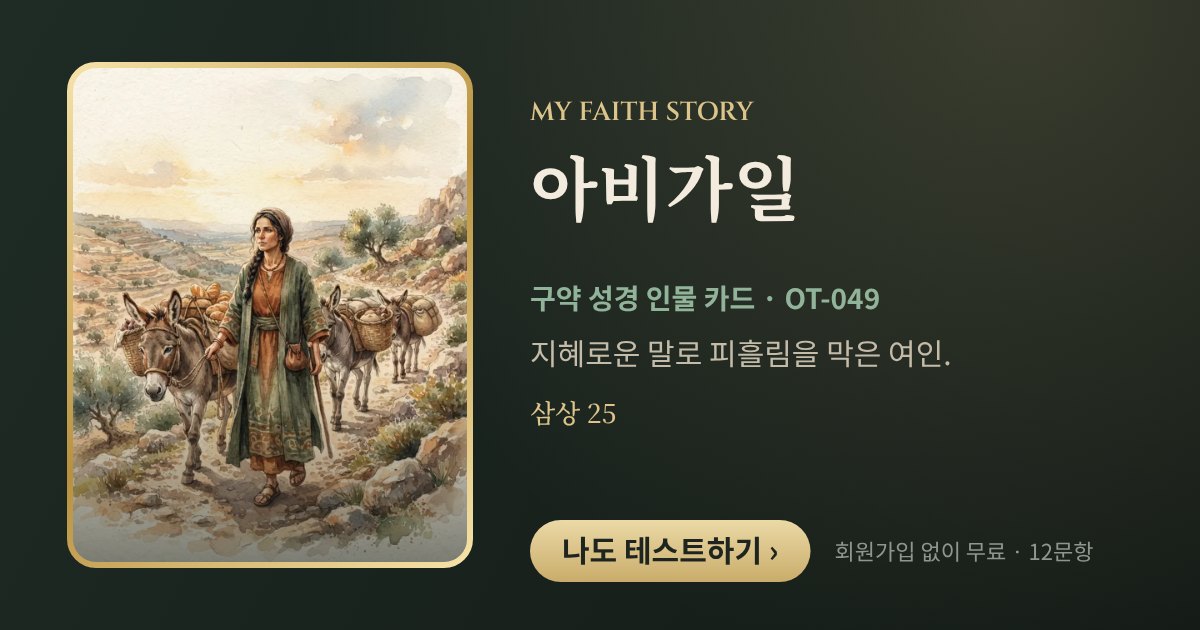 MY FAITH STORY
아비가일
구약 성경 인물 카드 · OT-049
지혜로운 말로 피흘림을 막은 여인.
삼상 25
나도 테스트하기 ›
회원가입 없이 무료 · 12문항